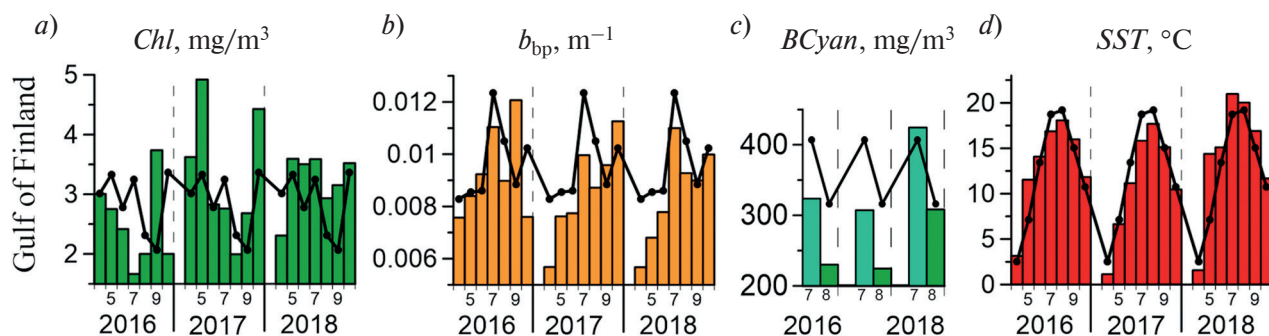 a) Chl, mg/m³
b) b_bp, m⁻¹
c) BCyan, mg/m³
d) SST, °C
Gulf of Finland
5
4
3
2
5 7 9 5 7 9 5 7 9
2016 2017 2018
0.012
0.010
0.008
0.006
5 7 9 5 7 9 5 7 9
2016 2017 2018
400
300
200
7 8 7 8 7 8
2016 2018
20
15
10
5
0
5 7 9 5 7 9 5 7 9
2016 2017 2018